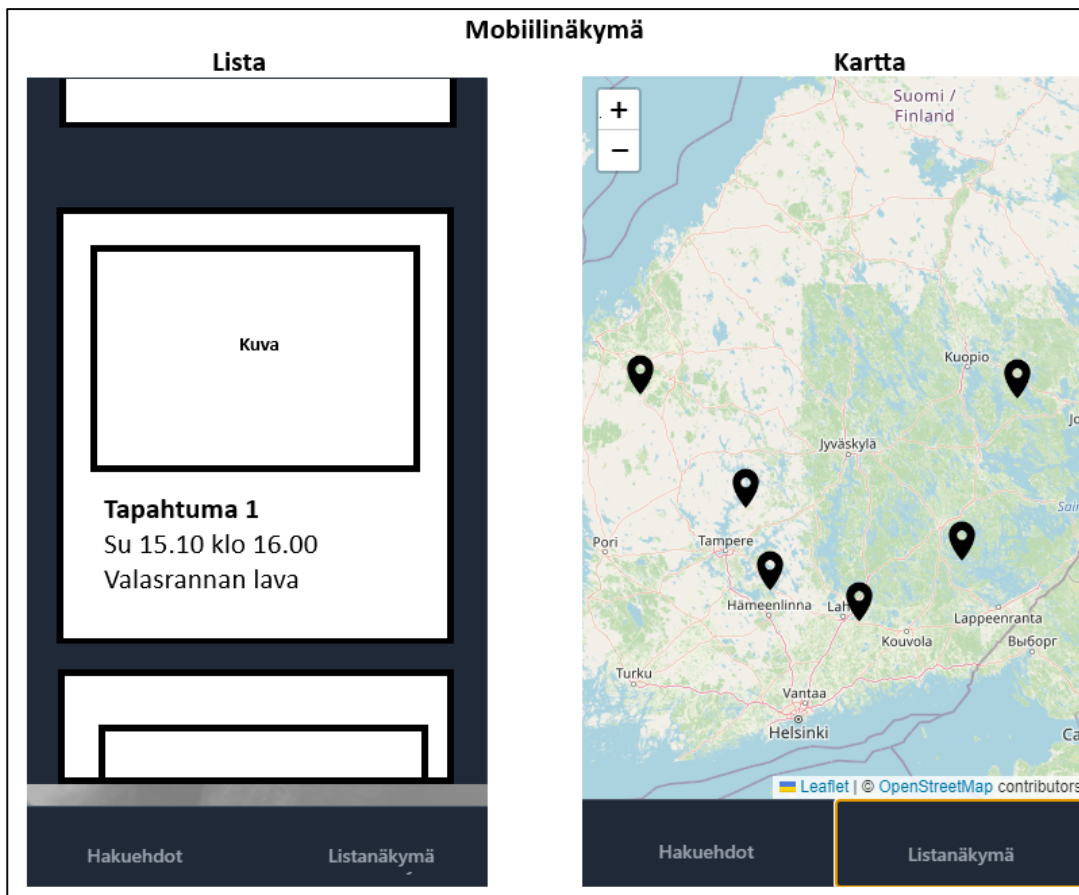 Mobiilinäkymä
Lista
Kuva
Tapahtuma 1
Su 15.10 klo 16.00
Valasrannan lava
Hakuehdot
Listanäkymä
Kartta
+
−
Suomi /
Finland
Kuopio
Jyväskylä
Pori
Tampere
Hämeenlinna
Lappeenranta
Kouvola
Выборг
Turku
Vantaa
Helsinki
Leaflet | © OpenStreetMap contributors
Hakuehdot
Listanäkymä